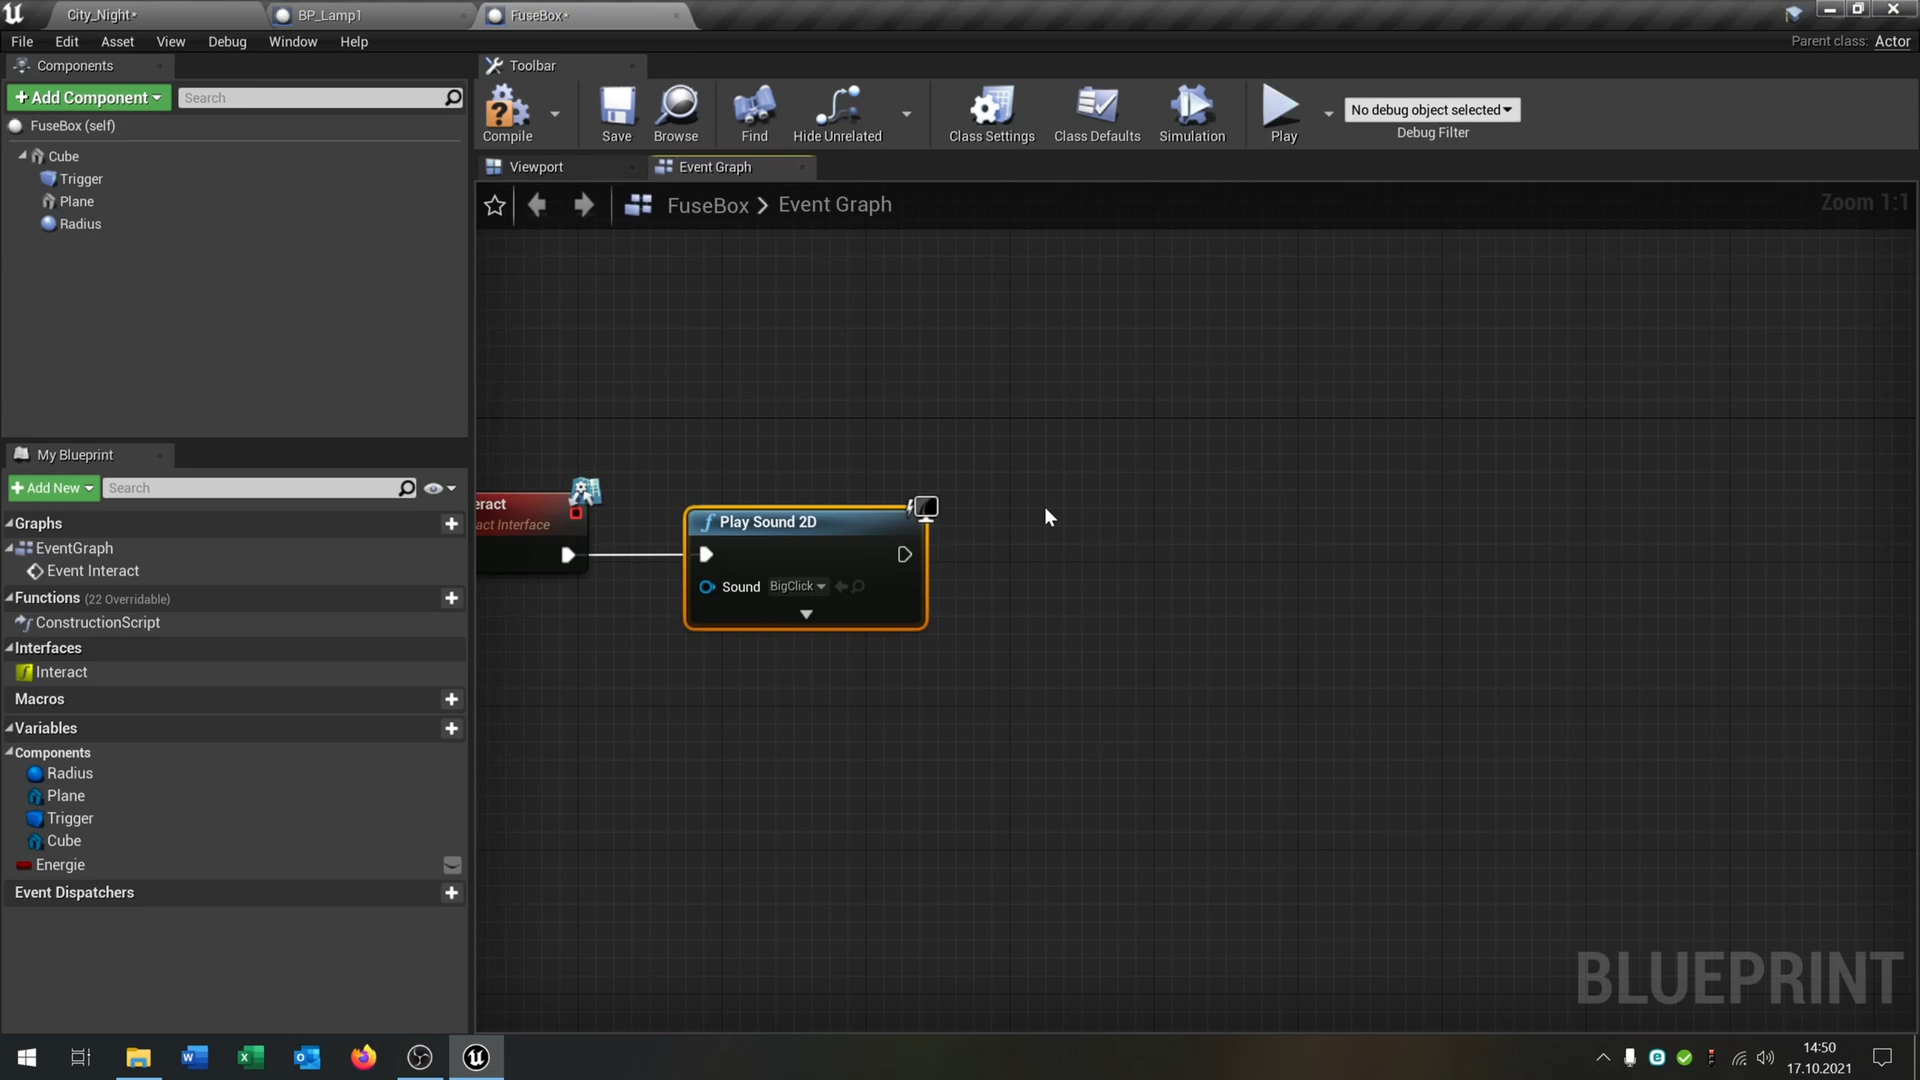 City_Night*
BP_Lamp1
FuseBox*
File Edit Asset View Debug Window Help
Parent class: Actor
Components
Toolbar
+ Add Component
Search
FuseBox (self)
Cube
Trigger
Plane
Radius
Compile
Save
Browse
Find
Hide Unrelated
Class Settings
Class Defaults
Simulation
Play
No debug object selected
Debug Filter
Viewport
Event Graph
FuseBox > Event Graph
Zoom 1:1
eract
act Interface
Play Sound 2D
Sound BigClick
BLUEPRINT
My Blueprint
+ Add New
Search
Graphs
EventGraph
Event Interact
Functions (22 Overridable)
ConstructionScript
Interfaces
Interact
Macros
Variables
Components
Radius
Plane
Trigger
Cube
Energie
Event Dispatchers
14:50
17.10.2021